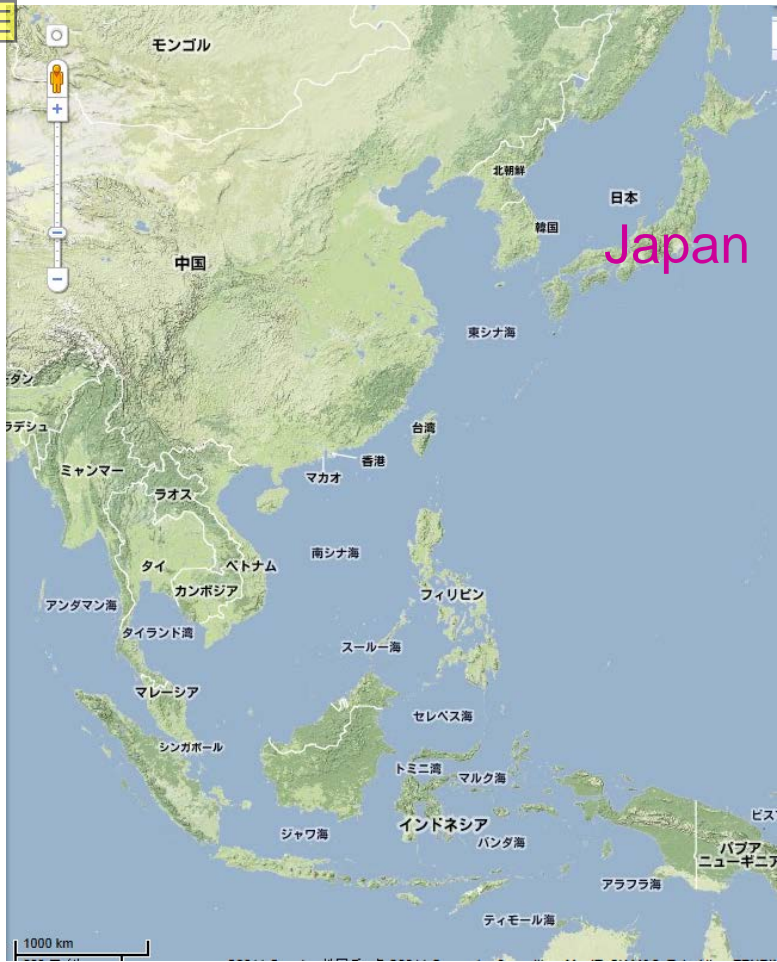 モンゴル
北朝鮮
日本
韓国
Japan
中国
東シナ海
ラデシュ
台湾
香港
ミャンマー
マカオ
ラオス
南シナ海
タイ
ベトナム
カンボジア
フィリピン
アンダマン海
タイランド湾
スールー海
マレーシア
セレベス海
シンガポール
トミニ湾
マルク海
インドネシア
ジャワ海
バンダ海
パプア
ニューギニア
アラフラ海
ティモール海
1000 km